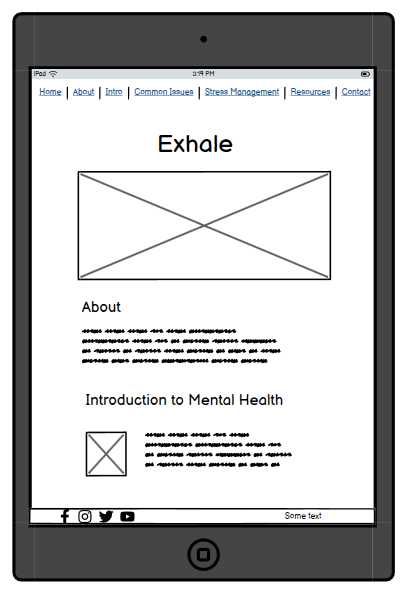 iPad 3:19 PM
Home | About | Intro | Common Issues | Stress Management | Resources | Contact
Exhale
About
Introduction to Mental Health
Some text